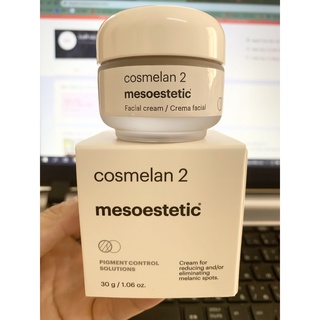 cosmelan 2
mesoestetic®
Facial cream / Crema facial
cosmelan 2
mesoestetic®
PIGMENT CONTROL
SOLUTIONS
Cream for
reducing and/or
eliminating
melanic spots.
30 g / 1.06 oz.